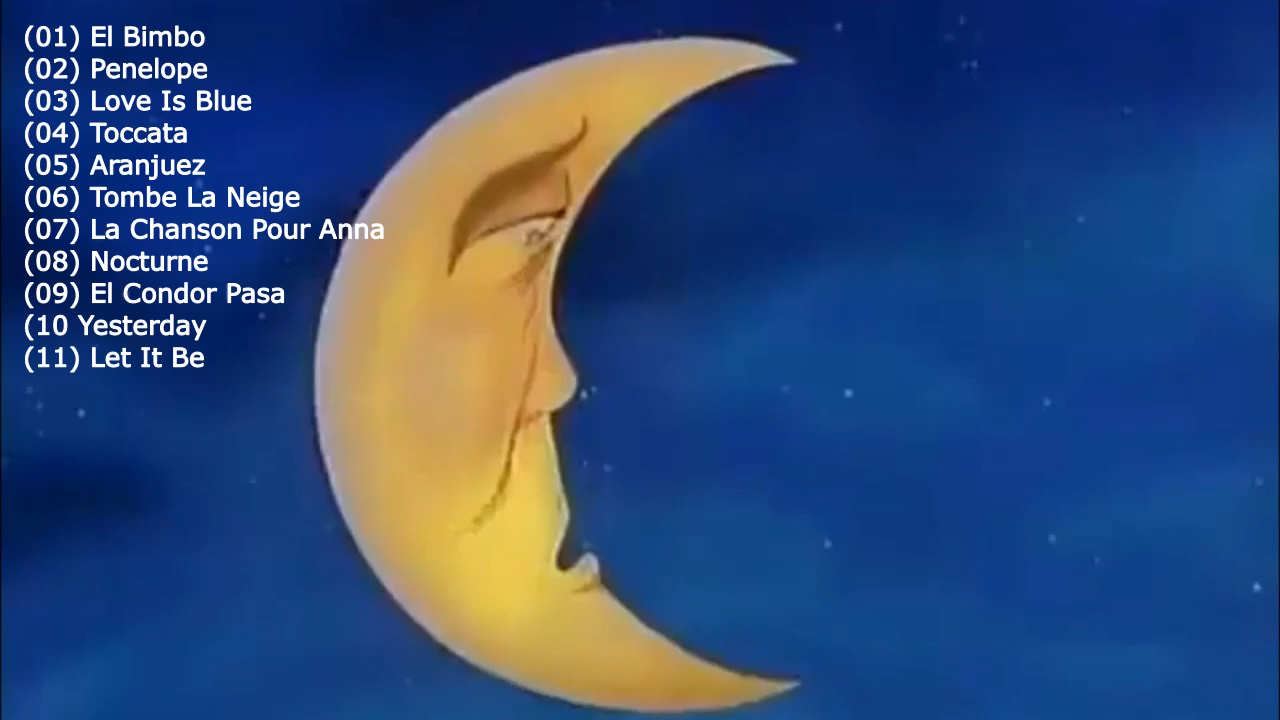 (01) El Bimbo
(02) Penelope
(03) Love Is Blue
(04) Toccata
(05) Aranjuez
(06) Tombe La Neige
(07) La Chanson Pour Anna
(08) Nocturne
(09) El Condor Pasa
(10 Yesterday
(11) Let It Be